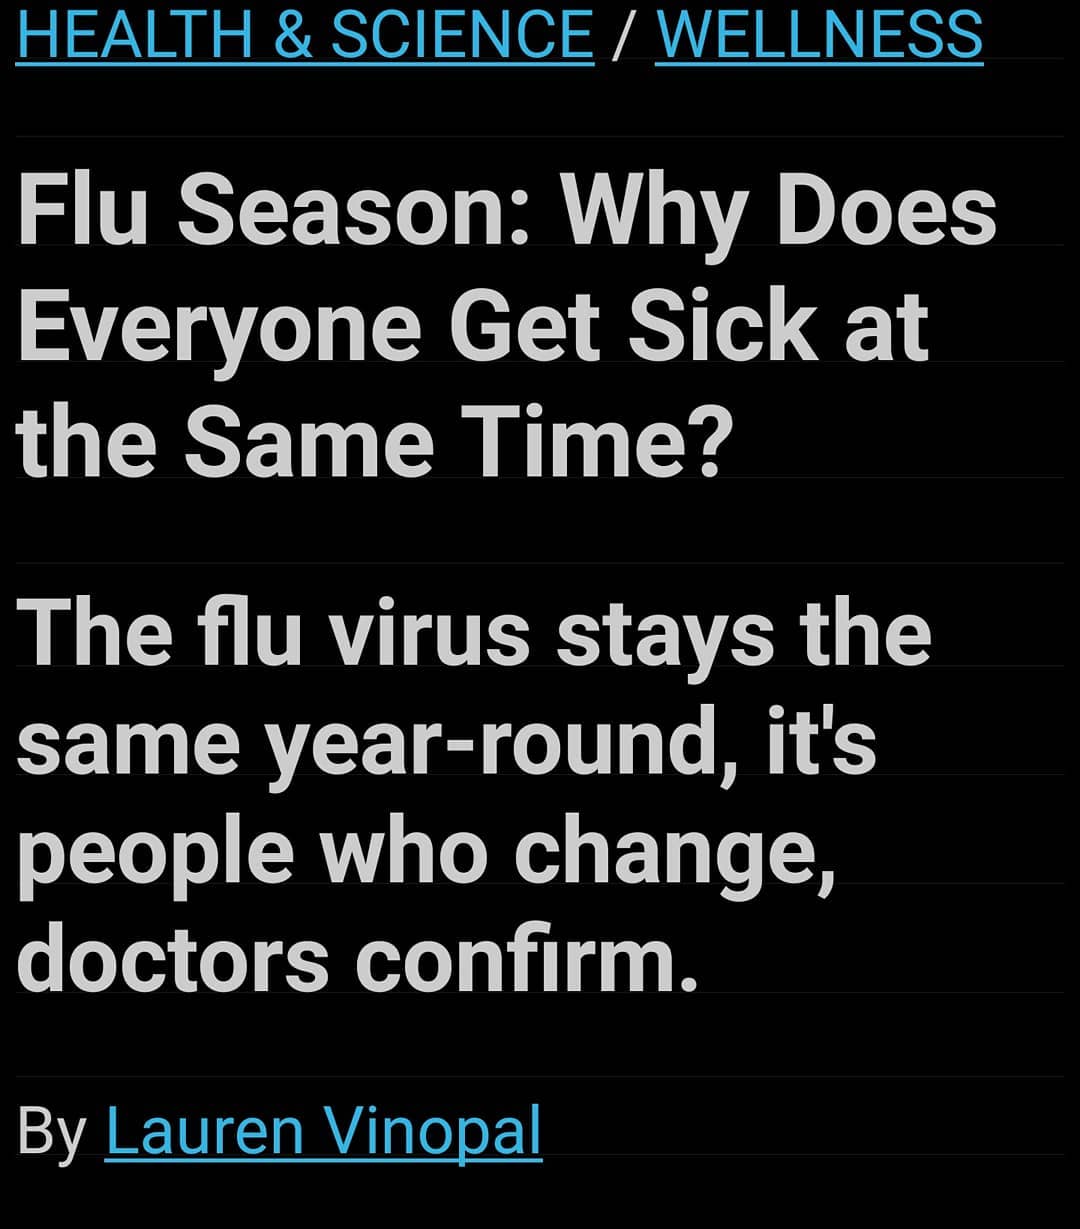 HEALTH & SCIENCE / WELLNESS
Flu Season: Why Does
Everyone Get Sick at
the Same Time?
The flu virus stays the
same year-round, it's
people who change,
doctors confirm.
By Lauren Vinopal